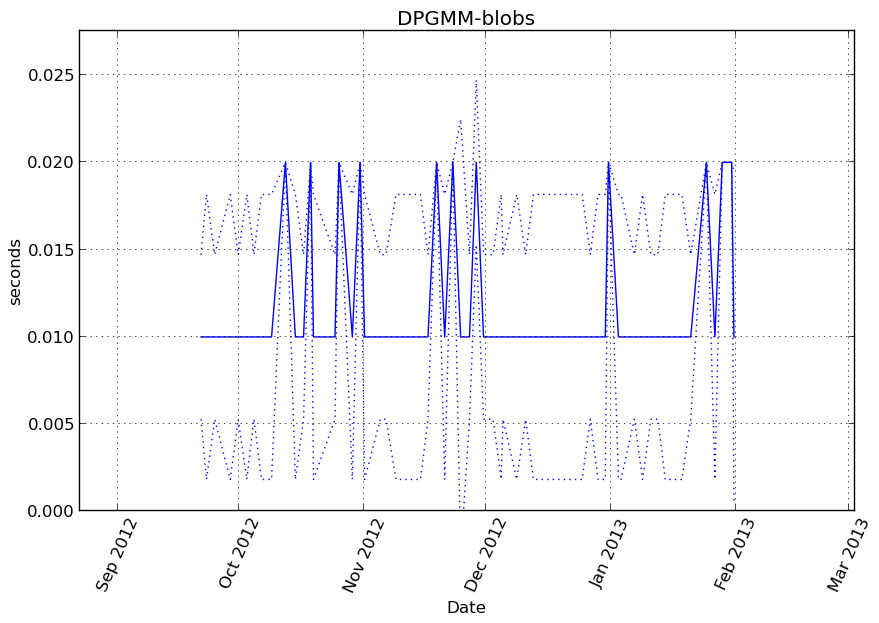 DPGMM-blobs
0.025
0.020
0.015
0.010
0.005
0.000
seconds
Sep 2012
Oct 2012
Nov 2012
Dec 2012
Jan 2013
Feb 2013
Mar 2013
Date